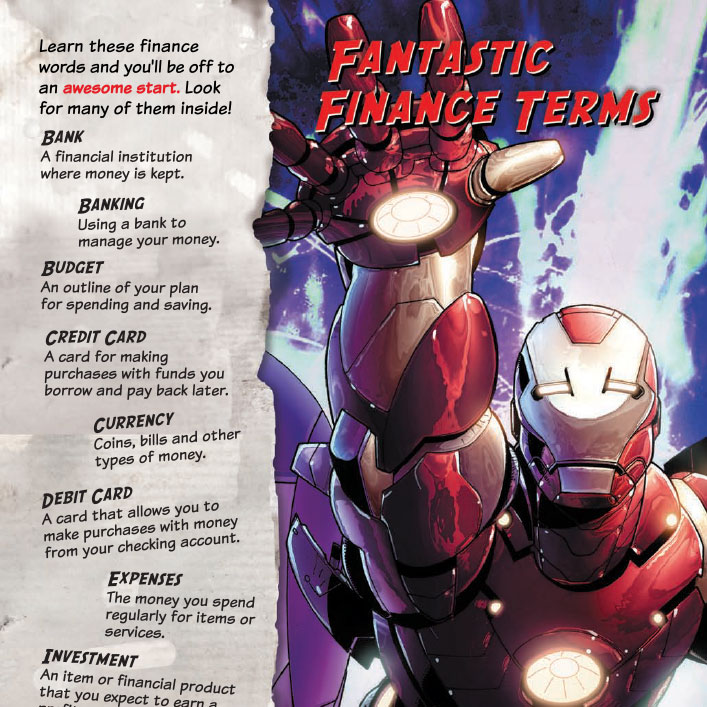 Learn these finance
words and you'll be off to
an awesome start. Look
for many of them inside!
BANK
A financial institution
where money is kept.
BANKING
Using a bank to
manage your money.
BUDGET
An outline of your plan
for spending and saving.
CREDIT CARD
A card for making
purchases with funds you
borrow and pay back later.
CURRENCY
Coins, bills and other
types of money.
DEBIT CARD
A card that allows you to
make purchases with money
from your checking account.
EXPENSES
The money you spend
regularly for items or
services.
INVESTMENT
An item or financial product
that you expect to earn a
FANTASTIC
FINANCE TERMS